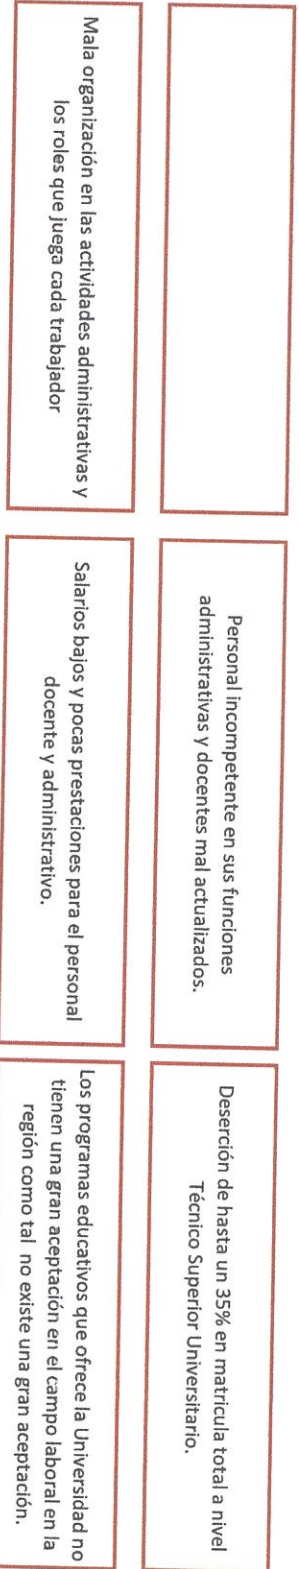 Personal incompetente en sus funciones
administrativas y docentes mal actualizados.
Deserción de hasta un 35% en matricula total a nivel
Técnico Superior Universitario.
Mala organización en las actividades administrativas y
los roles que juega cada trabajador
Salarios bajos y pocas prestaciones para el personal
docente y administrativo.
Los programas educativos que ofrece la Universidad no
tienen una gran aceptación en el campo laboral en la
región como tal no existe una gran aceptación.